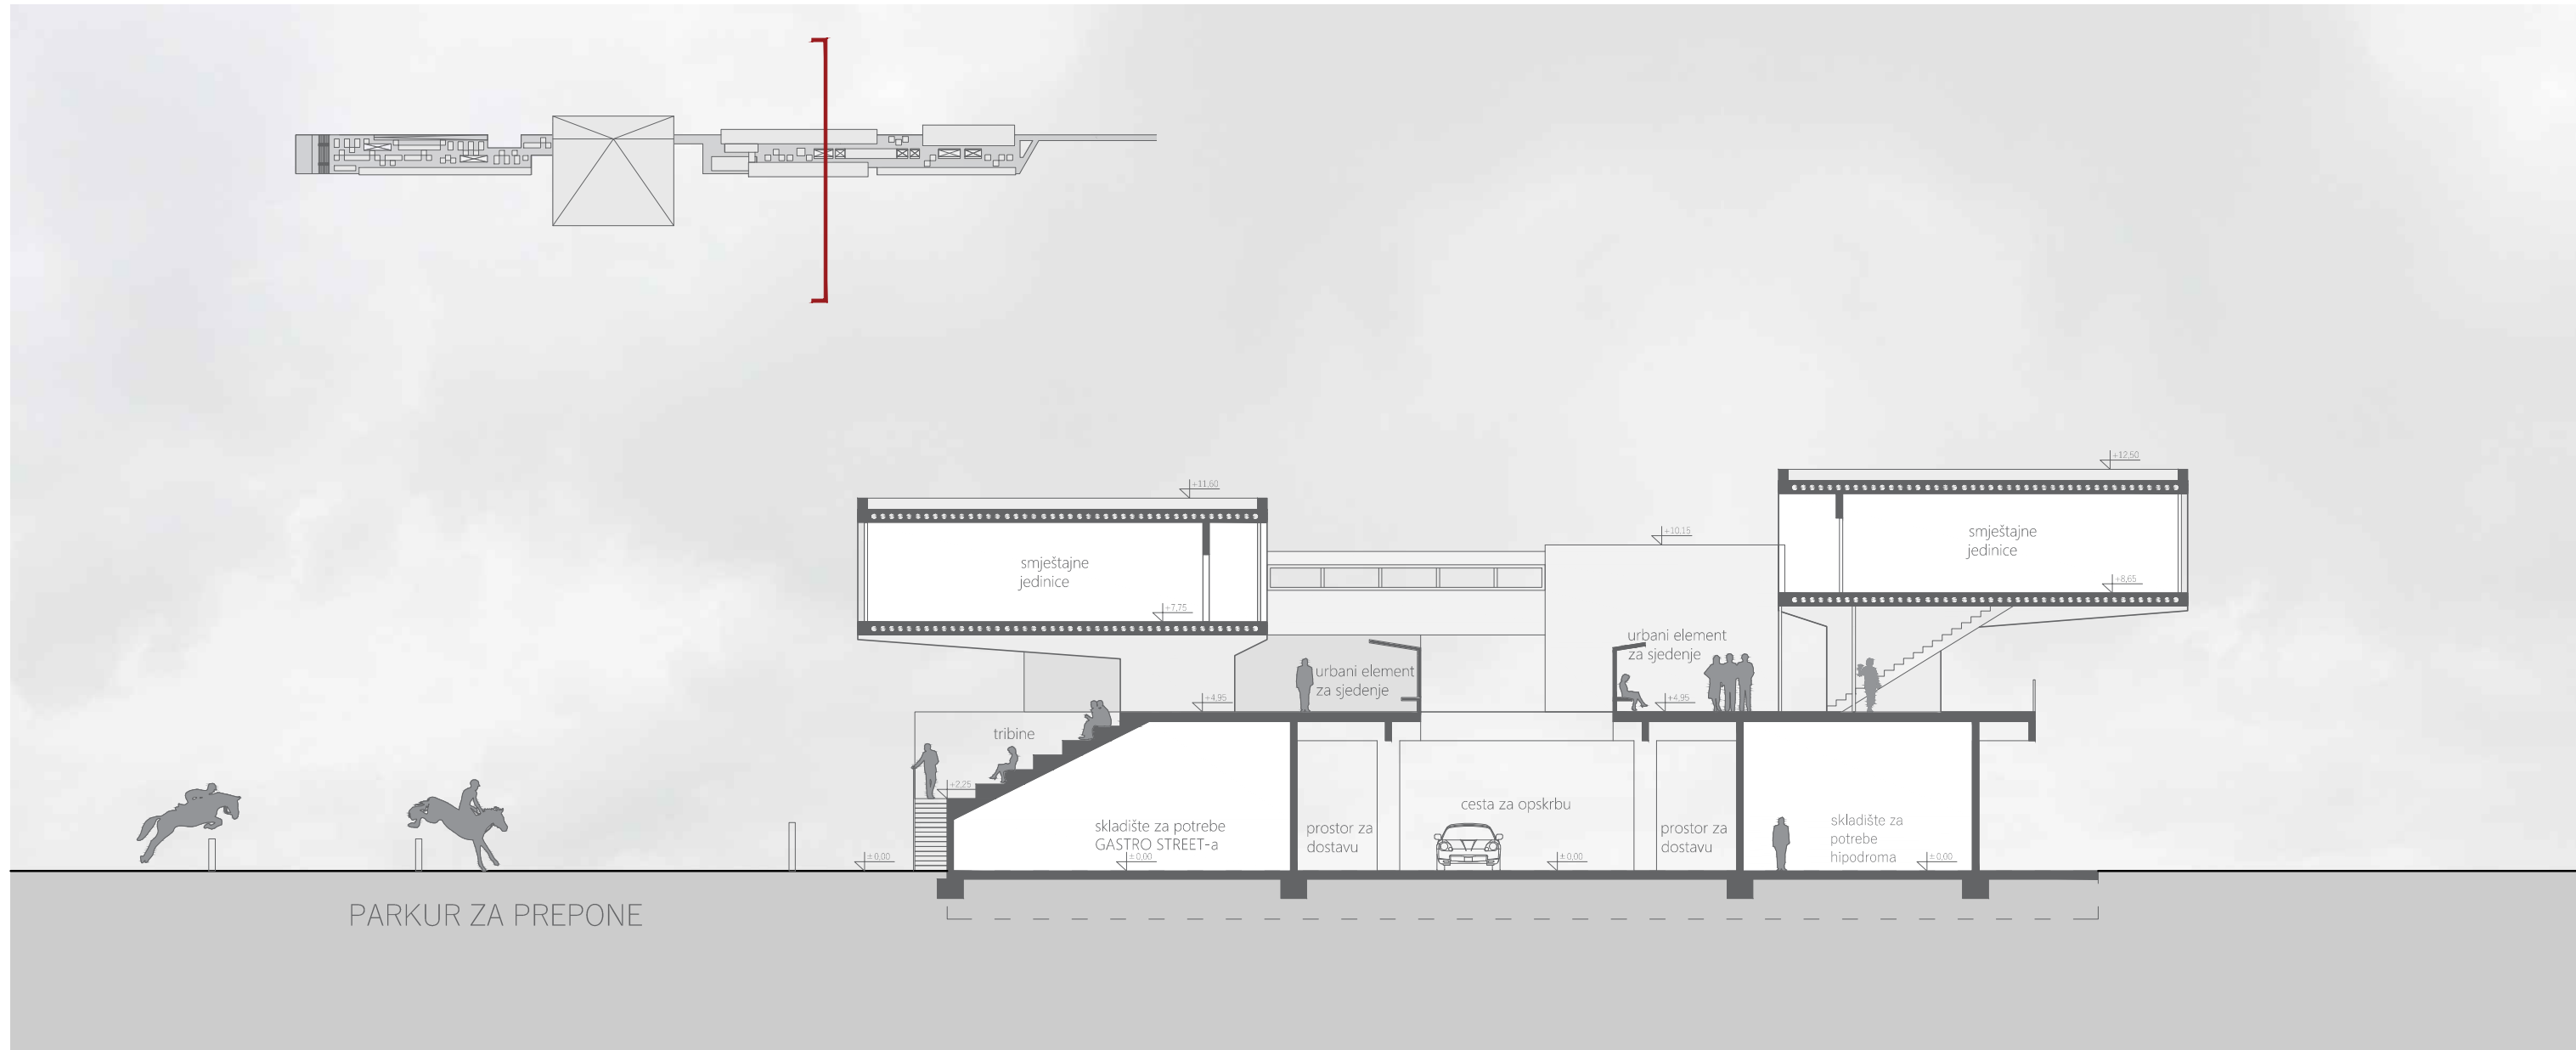 +12,50
+11,60
+10,15
smještajne
jedinice
smještajne
jedinice
+8,65
+7,75
urbani element
za sjedenje
urbani element
za sjedenje
+4,95
+4,95
tribine
+2,25
cesta za opskrbu
skladište za potrebe
GASTRO STREET-a
prostor za
dostavu
prostor za
dostavu
skladište za
potrebe
hipodroma
±0,00
±0,00
±0,00
±0,00
PARKUR ZA PREPONE